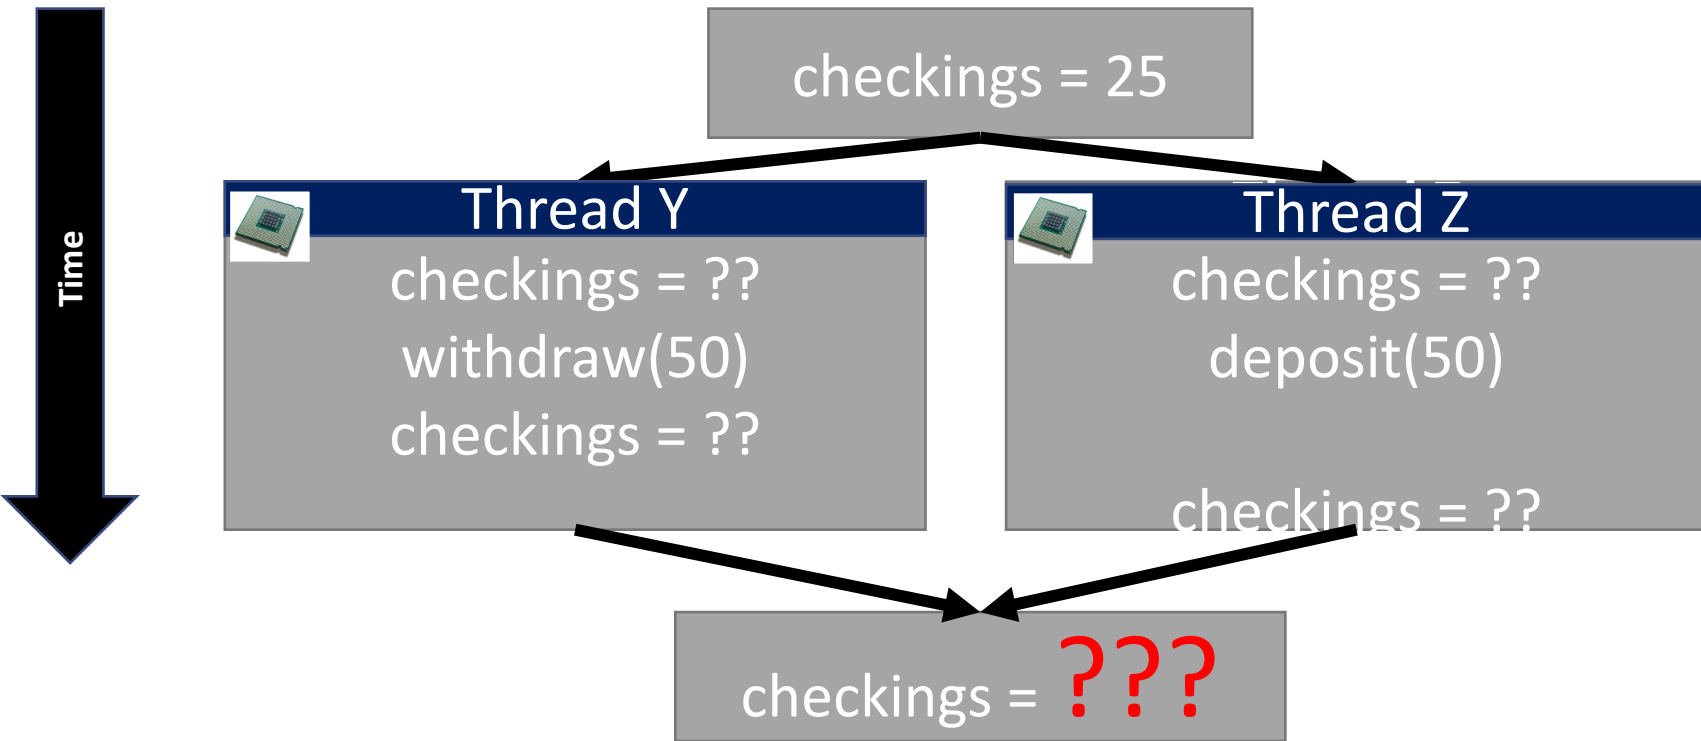 checkings = 25
Time
Thread Y
checkings = ??
withdraw(50)
checkings = ??
Thread Z
checkings = ??
deposit(50)
checkings = ??
checkings = ???